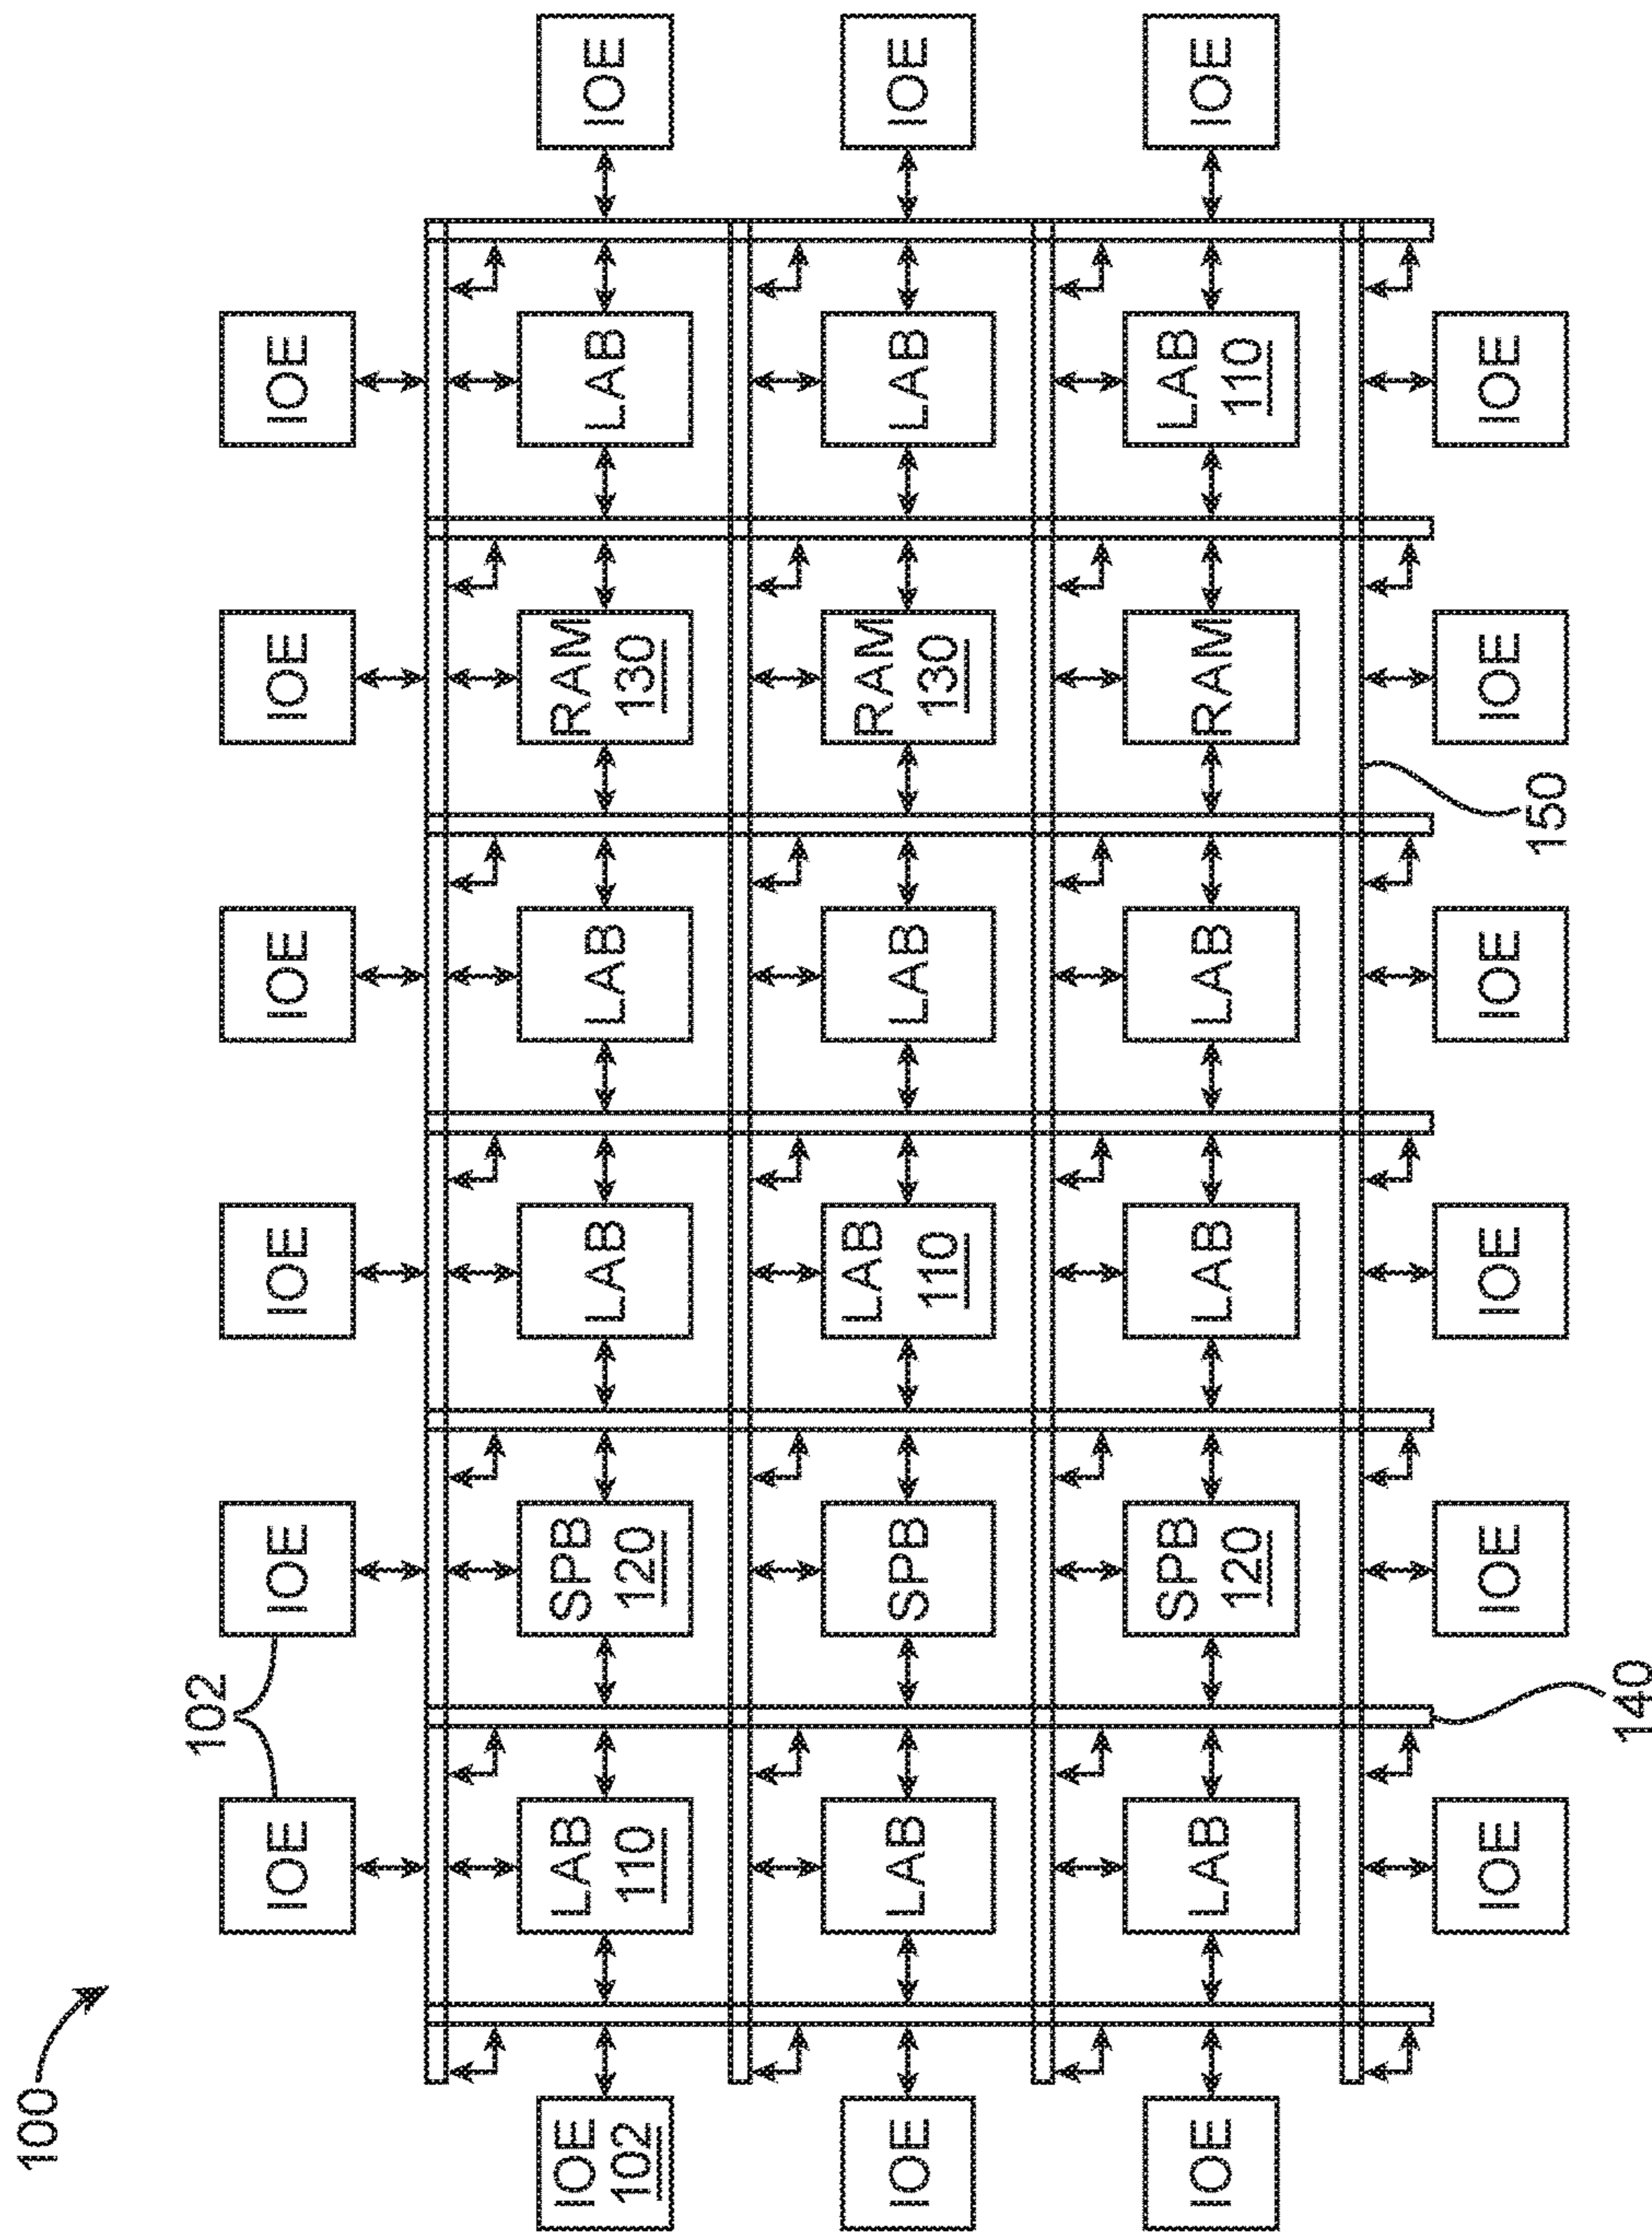 100
102
IOE IOE IOE IOE IOE IOE
IOE LAB SPB LAB LAB RAM LAB IOE
102 110 120 130
IOE LAB SPB LAB LAB RAM LAB IOE
110 130
IOE LAB SPB LAB LAB RAM LAB IOE
120 110
IOE IOE IOE IOE IOE IOE
150
140